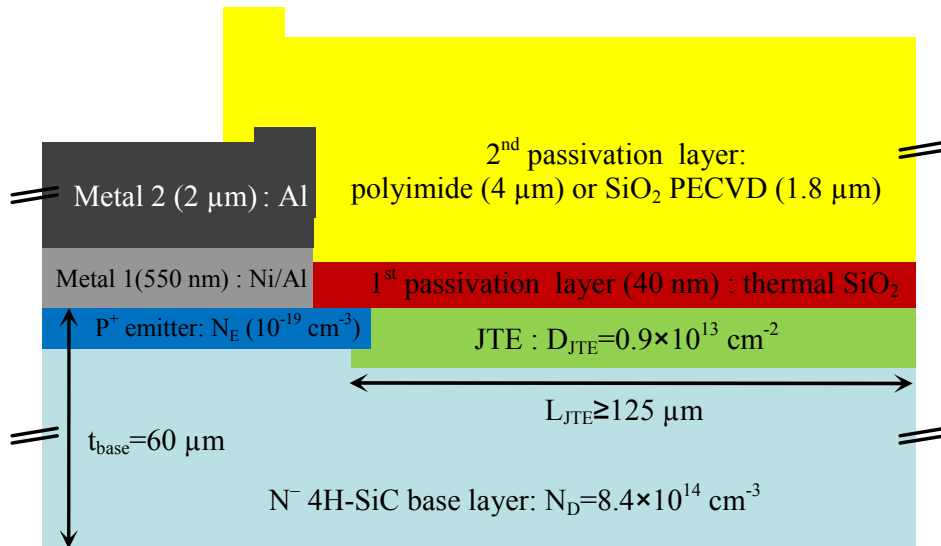 2nd passivation layer:
polyimide (4 µm) or SiO2 PECVD (1.8 µm)
Metal 2 (2 µm) : Al
Metal 1(550 nm) : Ni/Al
1st passivation layer (40 nm) : thermal SiO2
P+ emitter: NE (10-19 cm-3)
JTE : DJTE=0.9×1013 cm-2
LJTE≥125 µm
tbase=60 µm
N− 4H-SiC base layer: ND=8.4×1014 cm-3